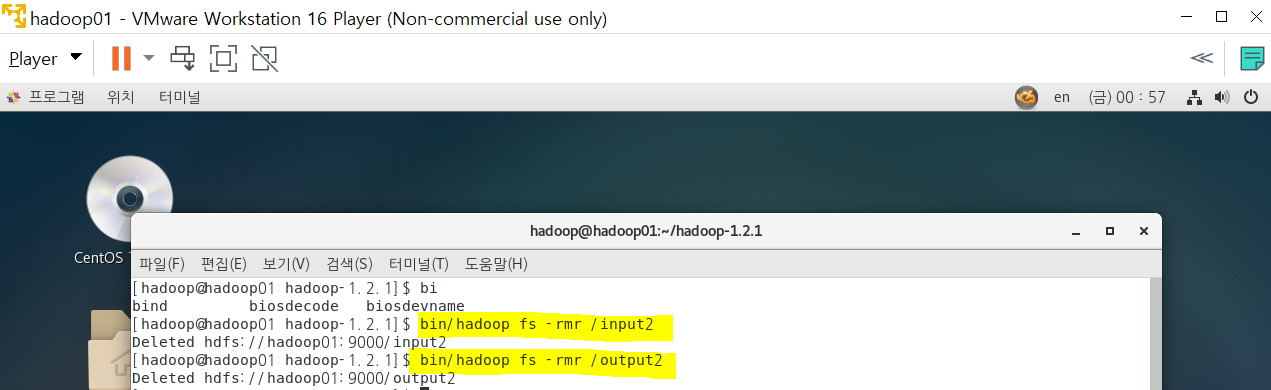 hadoop01 - VMware Workstation 16 Player (Non-commercial use only)
Player
프로그램 위치 터미널 en (금) 00 : 57
hadoop@hadoop01:~/hadoop-1.2.1
CentOS
파일(F) 편집(E) 보기(V) 검색(S) 터미널(T) 도움말(H)
[hadoop@hadoop01 hadoop-1.2.1]$ bi
bind biosdecode biosdevname
[hadoop@hadoop01 hadoop-1.2.1]$ bin/hadoop fs -rmr /input2
Deleted hdfs://hadoop01:9000/input2
[hadoop@hadoop01 hadoop-1.2.1]$ bin/hadoop fs -rmr /output2
Deleted hdfs://hadoop01:9000/output2